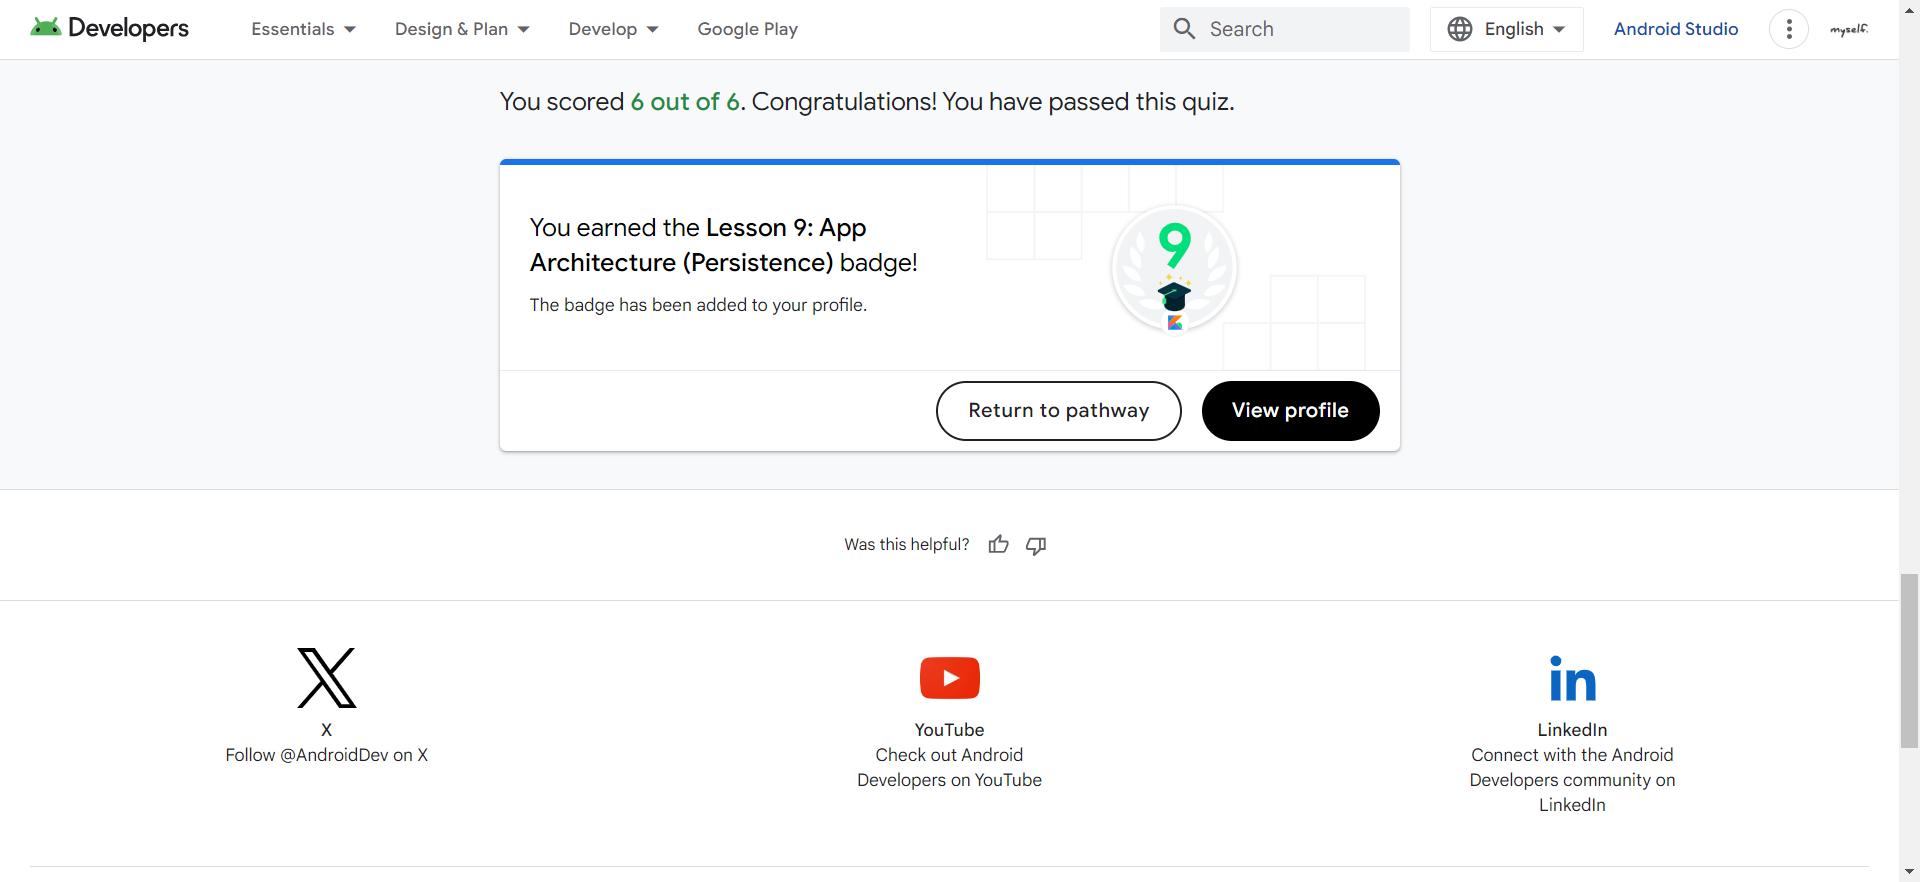 Developers
Essentials
Design & Plan
Develop
Google Play
Search
English
Android Studio
myself.
You scored 6 out of 6. Congratulations! You have passed this quiz.
You earned the Lesson 9: App
Architecture (Persistence) badge!
The badge has been added to your profile.
9
Return to pathway
View profile
Was this helpful?
X
Follow @AndroidDev on X
YouTube
Check out Android
Developers on YouTube
in
LinkedIn
Connect with the Android
Developers community on
LinkedIn